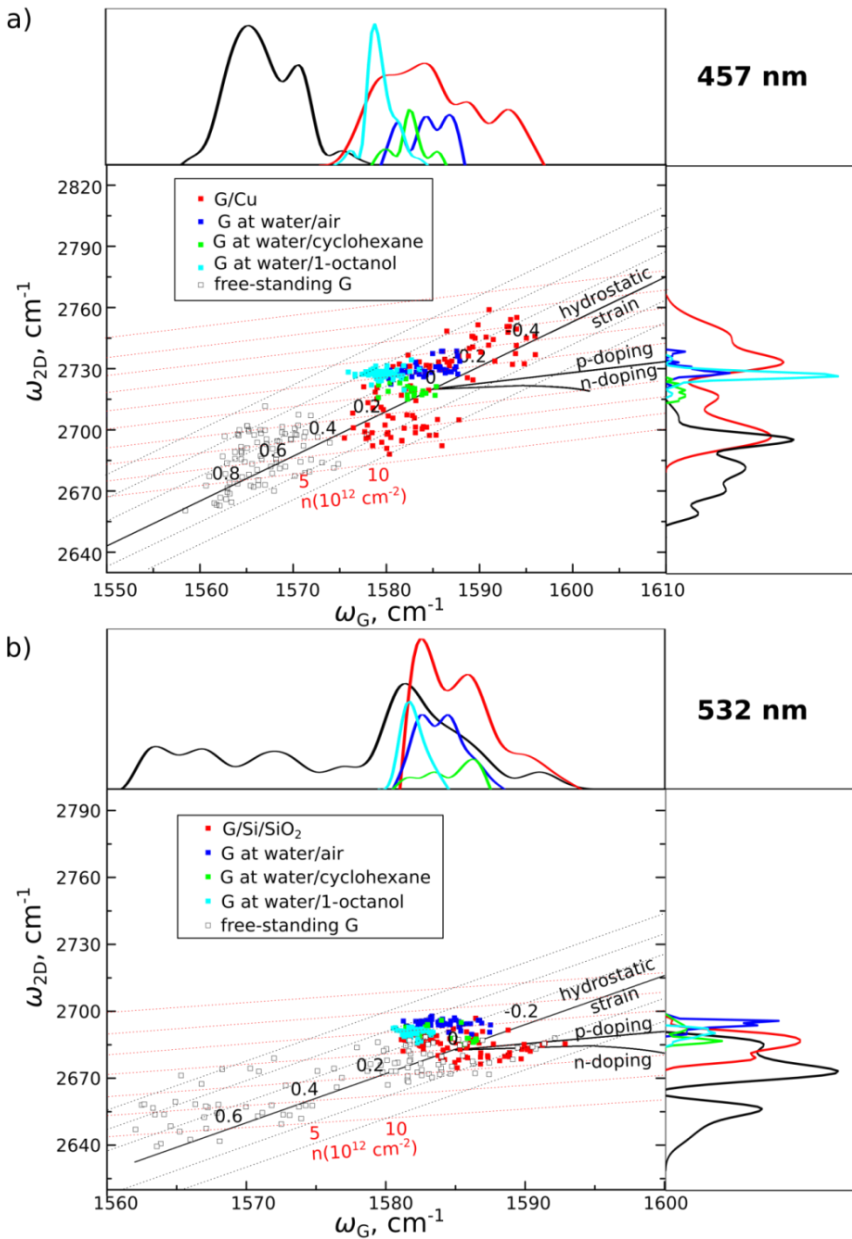 a)
457 nm
2820
2790
2760
2730
2700
2670
2640
ω2D, cm-1
G/Cu
G at water/air
G at water/cyclohexane
G at water/1-octanol
free-standing G
hydrostatic
strain
p-doping
n-doping
-0.4
0.2
0
0.2
0.4
0.6
0.8
5
10
n(10¹² cm⁻²)
1550
1560
1570
1580
1590
1600
1610
ωG, cm-1
b)
532 nm
2790
2760
2730
2700
2670
2640
ω2D, cm-1
G/Si/SiO₂
G at water/air
G at water/cyclohexane
G at water/1-octanol
free-standing G
hydrostatic
strain
p-doping
n-doping
-0.2
0
0.2
0.4
0.6
5
10
n(10¹² cm⁻²)
1560
1570
1580
1590
1600
ωG, cm-1